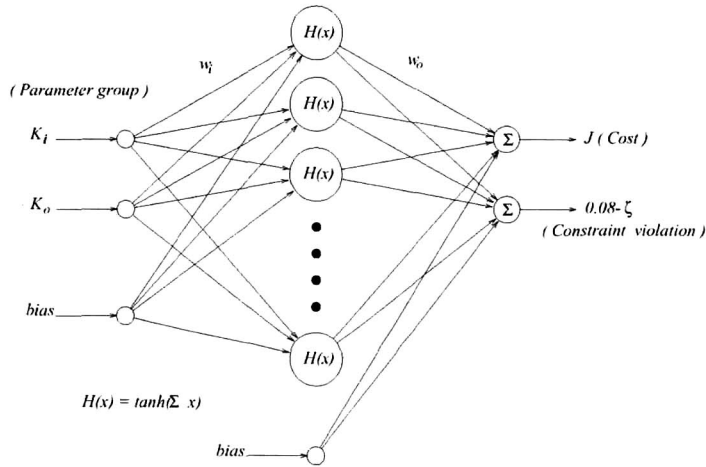 H(x)
w_i
w_o
( Parameter group )
H(x)
K_i
Σ
J ( Cost )
H(x)
K_o
Σ
0.08-ζ
( Constraint violation )
bias
H(x)
H(x) = tanh(Σ x)
bias